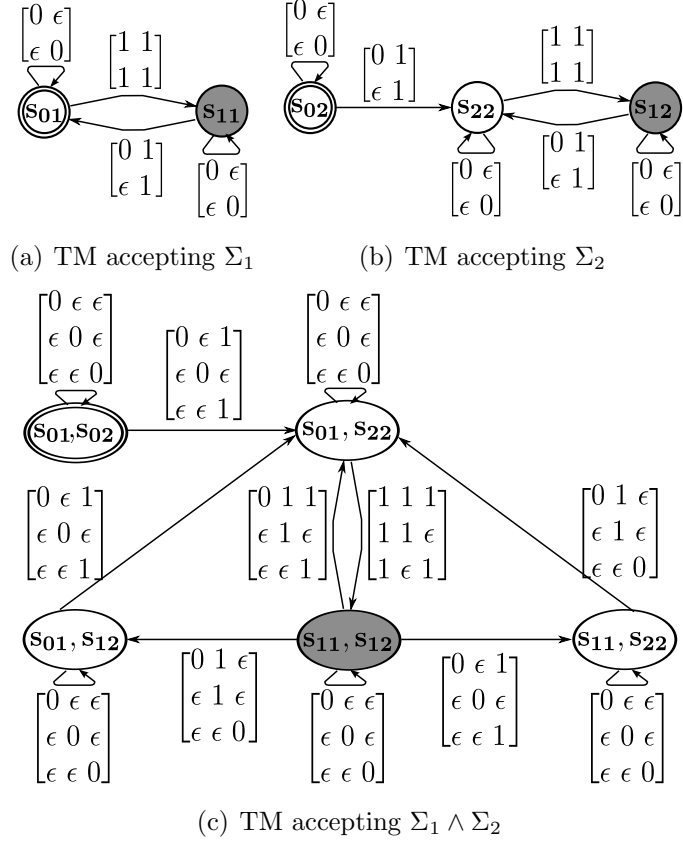 [0 ϵ
ϵ 0]
[1 1
1 1]
s01
s11
[0 1
ϵ 1]
[0 ϵ
ϵ 0]
(a) TM accepting Σ1
[0 ϵ
ϵ 0]
[0 1
ϵ 1]
[1 1
1 1]
s02
s22
s12
[0 ϵ
ϵ 0]
[0 1
ϵ 1]
[0 ϵ
ϵ 0]
(b) TM accepting Σ2
[0 ϵ ϵ
ϵ 0 ϵ
ϵ ϵ 0]
[0 ϵ 1
ϵ 0 ϵ
ϵ ϵ 1]
[0 ϵ ϵ
ϵ 0 ϵ
ϵ ϵ 0]
s01,s02
s01, s22
[0 ϵ 1
ϵ 0 ϵ
ϵ ϵ 1]
[0 1 1
ϵ 1 ϵ
ϵ ϵ 1]
[1 1 1
1 1 ϵ
1 ϵ 1]
[0 1 ϵ
ϵ 1 ϵ
ϵ ϵ 0]
s01, s12
s11, s12
s11, s22
[0 1 ϵ
ϵ 1 ϵ
ϵ ϵ 0]
[0 ϵ 1
ϵ 0 ϵ
ϵ ϵ 1]
[0 ϵ ϵ
ϵ 0 ϵ
ϵ ϵ 0]
[0 ϵ ϵ
ϵ 0 ϵ
ϵ ϵ 0]
[0 ϵ ϵ
ϵ 0 ϵ
ϵ ϵ 0]
(c) TM accepting Σ1 ∧ Σ2